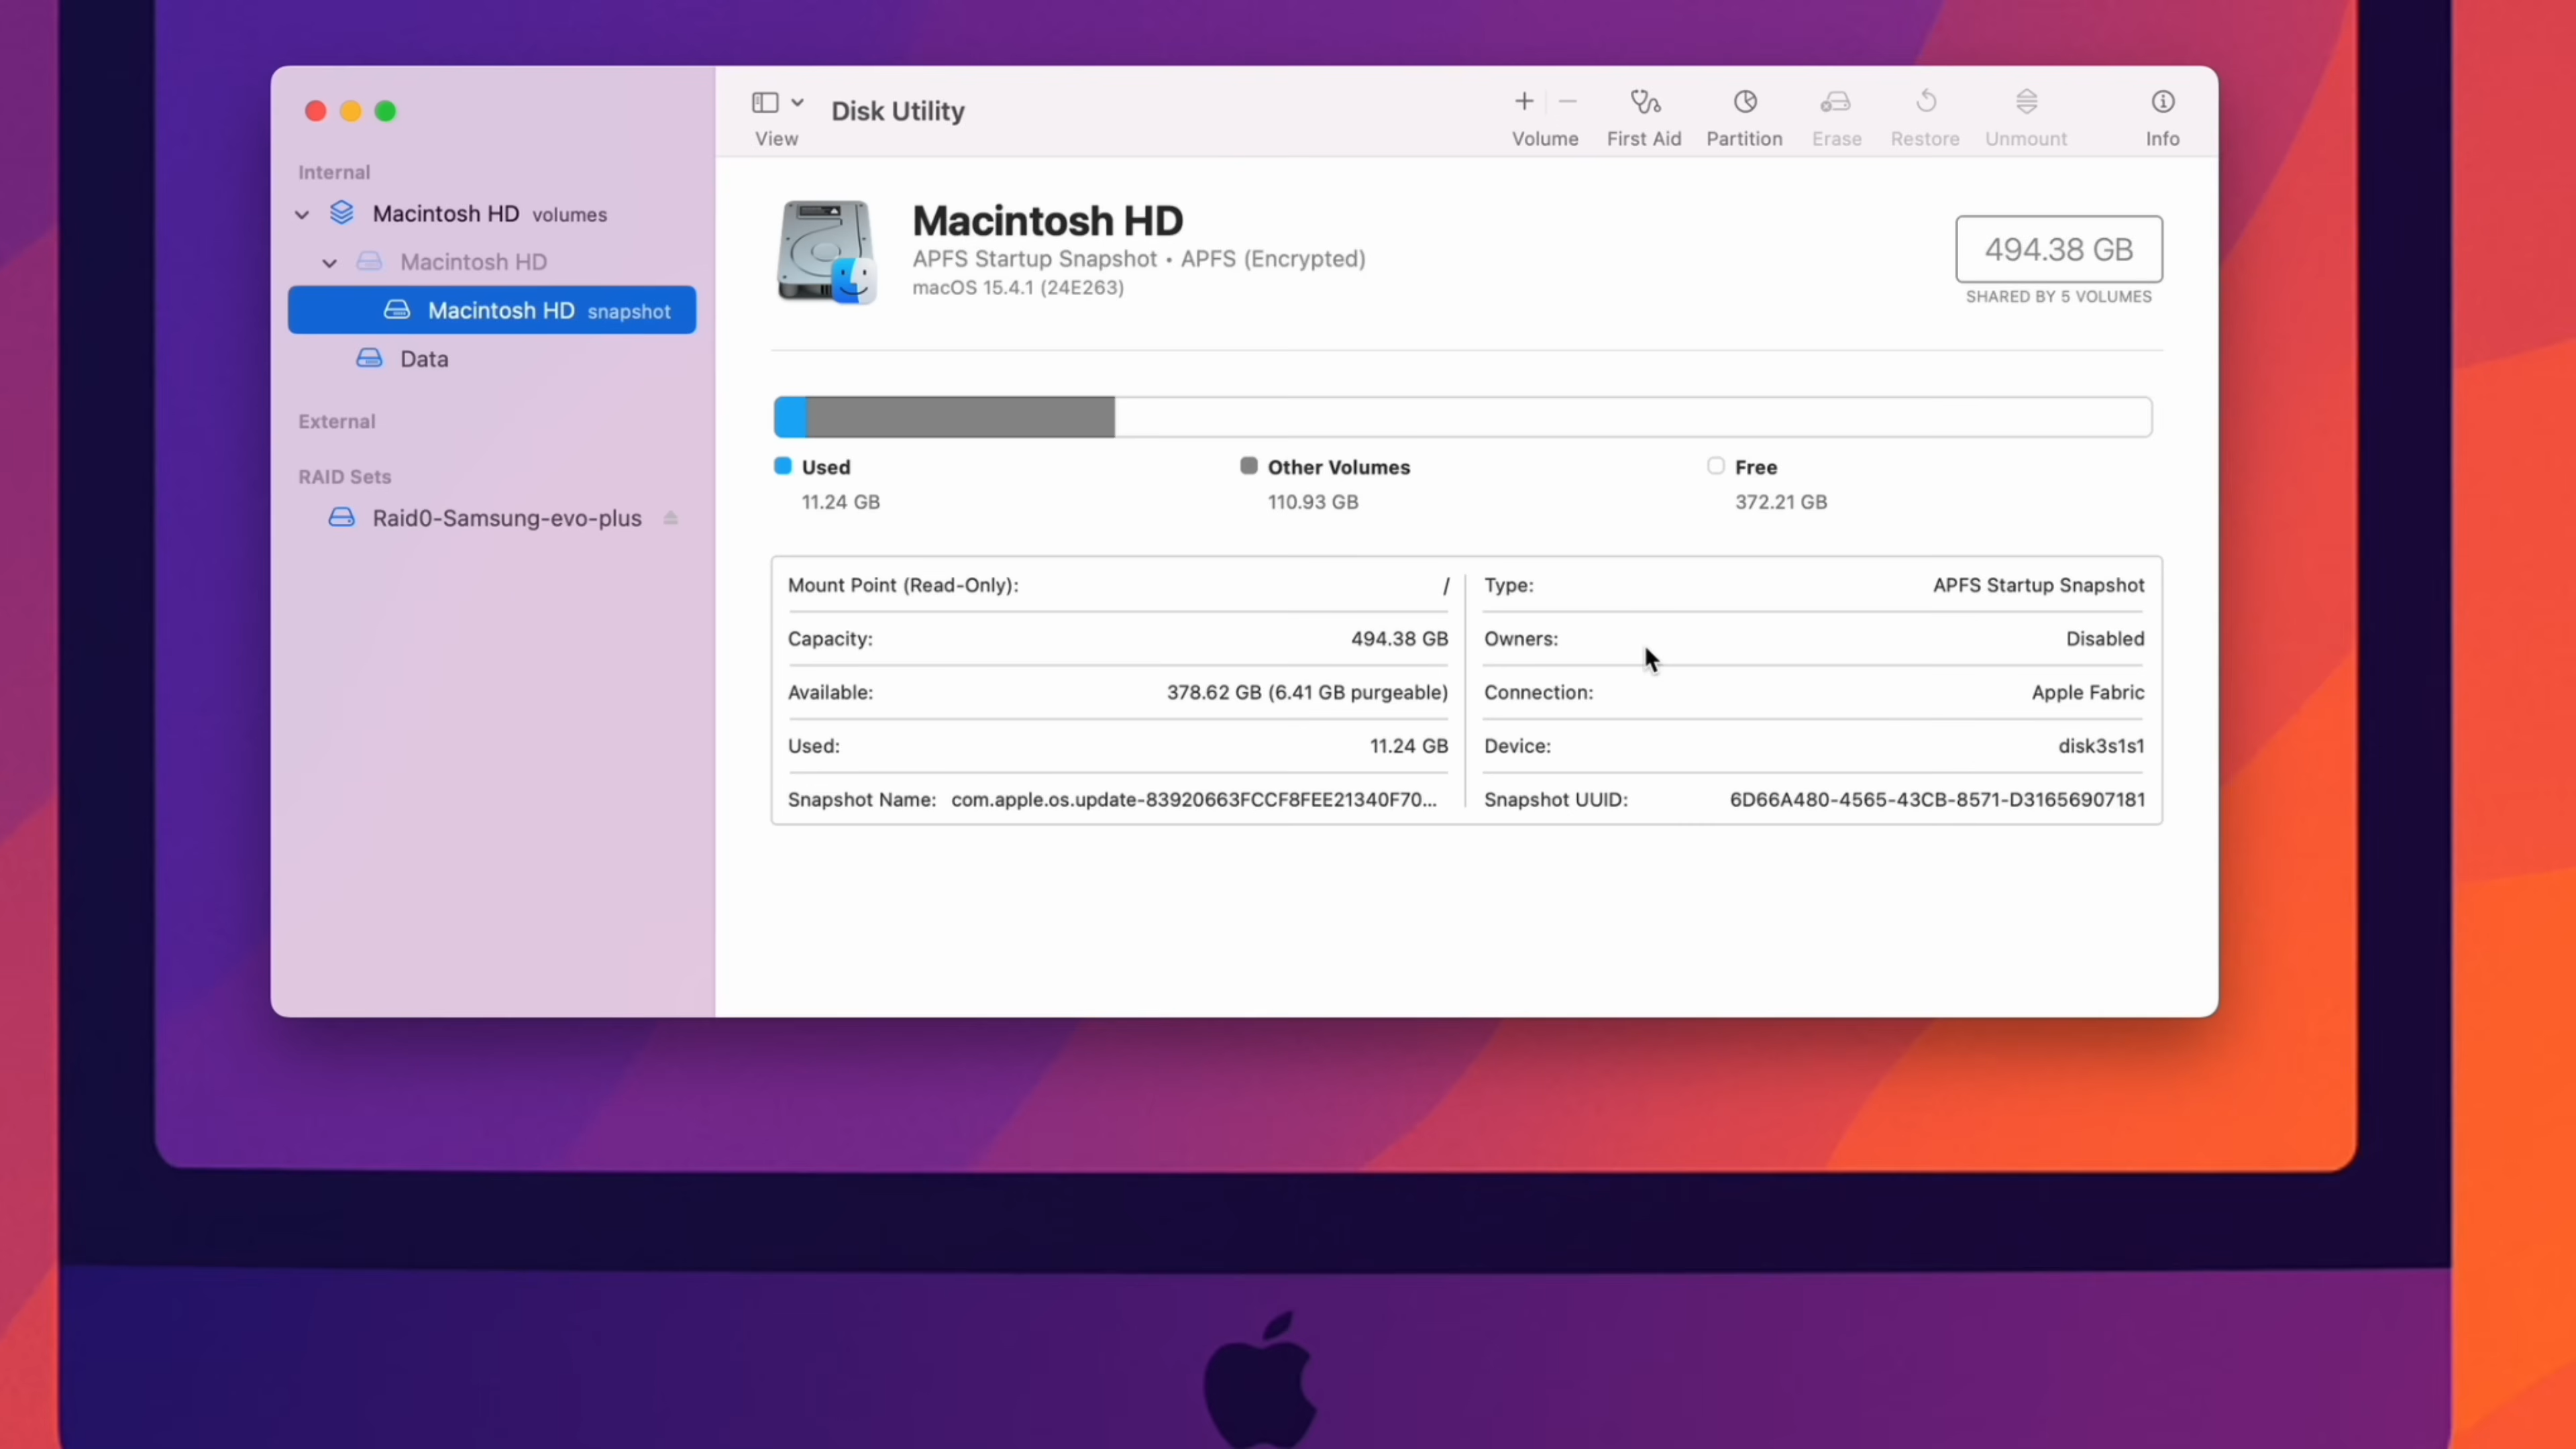 View
Disk Utility
Volume
First Aid
Partition
Erase
Restore
Unmount
Info
Internal
Macintosh HD volumes
Macintosh HD
Macintosh HD snapshot
Data
External
RAID Sets
Raid0-Samsung-evo-plus
Macintosh HD
APFS Startup Snapshot • APFS (Encrypted)
macOS 15.4.1 (24E263)
494.38 GB
SHARED BY 5 VOLUMES
Used
11.24 GB
Other Volumes
110.93 GB
Free
372.21 GB
Mount Point (Read-Only): /
Capacity: 494.38 GB
Available: 378.62 GB (6.41 GB purgeable)
Used: 11.24 GB
Snapshot Name: com.apple.os.update-83920663FCCF8FEE21340F70...
Type: APFS Startup Snapshot
Owners: Disabled
Connection: Apple Fabric
Device: disk3s1s1
Snapshot UUID: 6D66A480-4565-43CB-8571-D31656907181